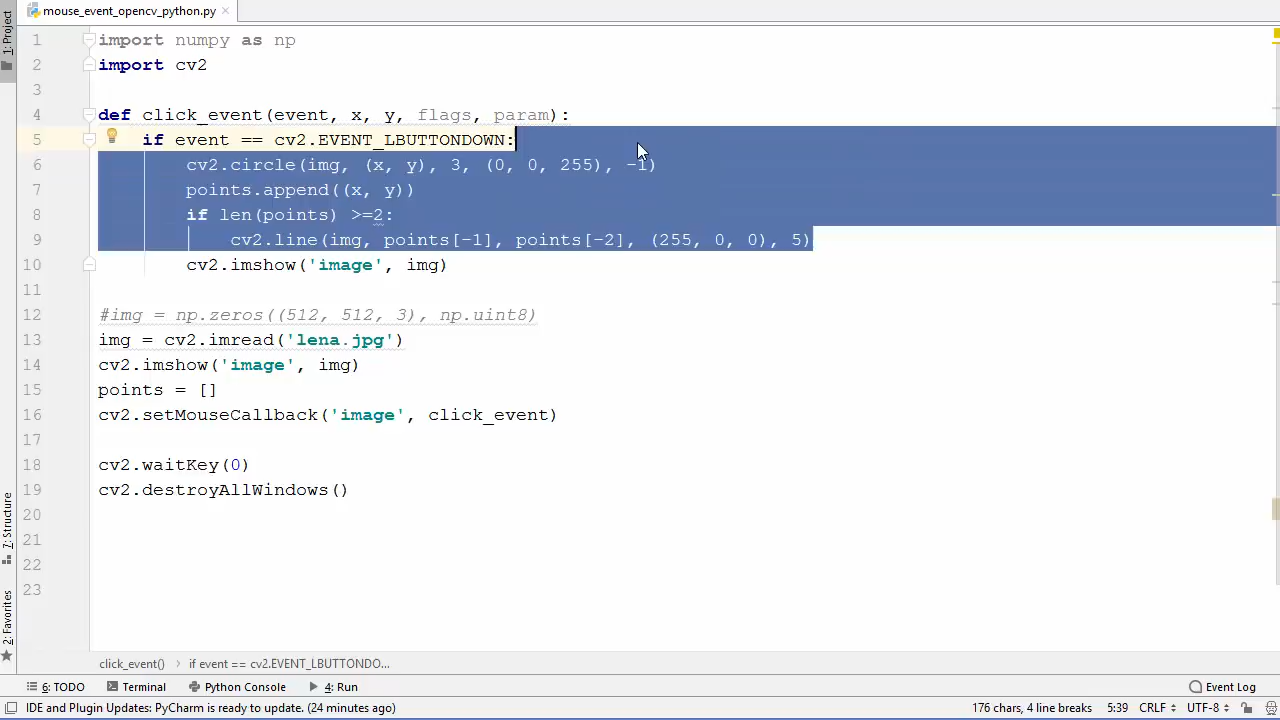 mouse_event_opencv_python.py
1: Project
1 import numpy as np
2 import cv2
3
4 def click_event(event, x, y, flags, param):
5 if event == cv2.EVENT_LBUTTONDOWN:
6 cv2.circle(img, (x, y), 3, (0, 0, 255), -1)
7 points.append((x, y))
8 if len(points) >=2:
9 cv2.line(img, points[-1], points[-2], (255, 0, 0), 5)
10 cv2.imshow('image', img)
11
12 #img = np.zeros((512, 512, 3), np.uint8)
13 img = cv2.imread('lena.jpg')
14 cv2.imshow('image', img)
15 points = []
16 cv2.setMouseCallback('image', click_event)
17
18 cv2.waitKey(0)
19 cv2.destroyAllWindows()
20
21
22
23
7: Structure
2: Favorites
click_event() if event == cv2.EVENT_LBUTTONDO...
6: TODO Terminal Python Console 4: Run Event Log
IDE and Plugin Updates: PyCharm is ready to update. (24 minutes ago) 176 chars, 4 line breaks 5:39 CRLF UTF-8